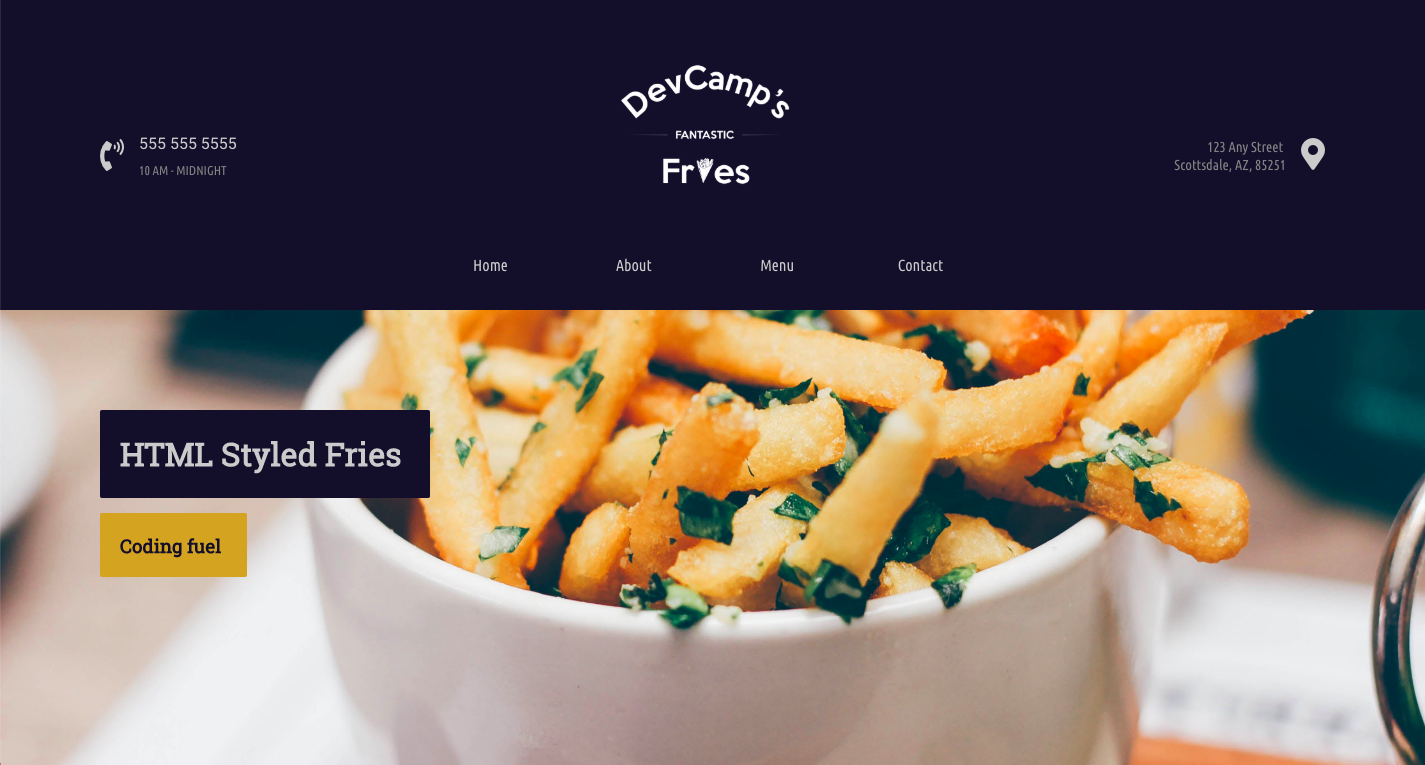 DevCamp's
FANTASTIC
Fries
555 555 5555
10 AM - MIDNIGHT
123 Any Street
Scottsdale, AZ, 85251
Home
About
Menu
Contact
HTML Styled Fries
Coding fuel